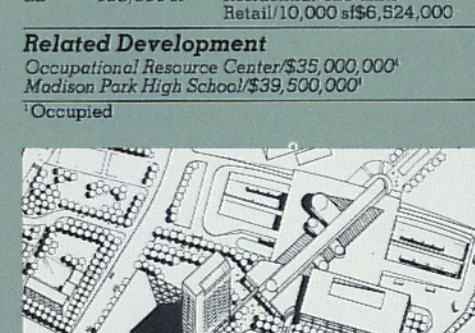 Retail/10,000 sf$6,524,000
Related Development
Occupational Resource Center/$35,000,000¹
Madison Park High School/$39,500,000¹
¹Occupied